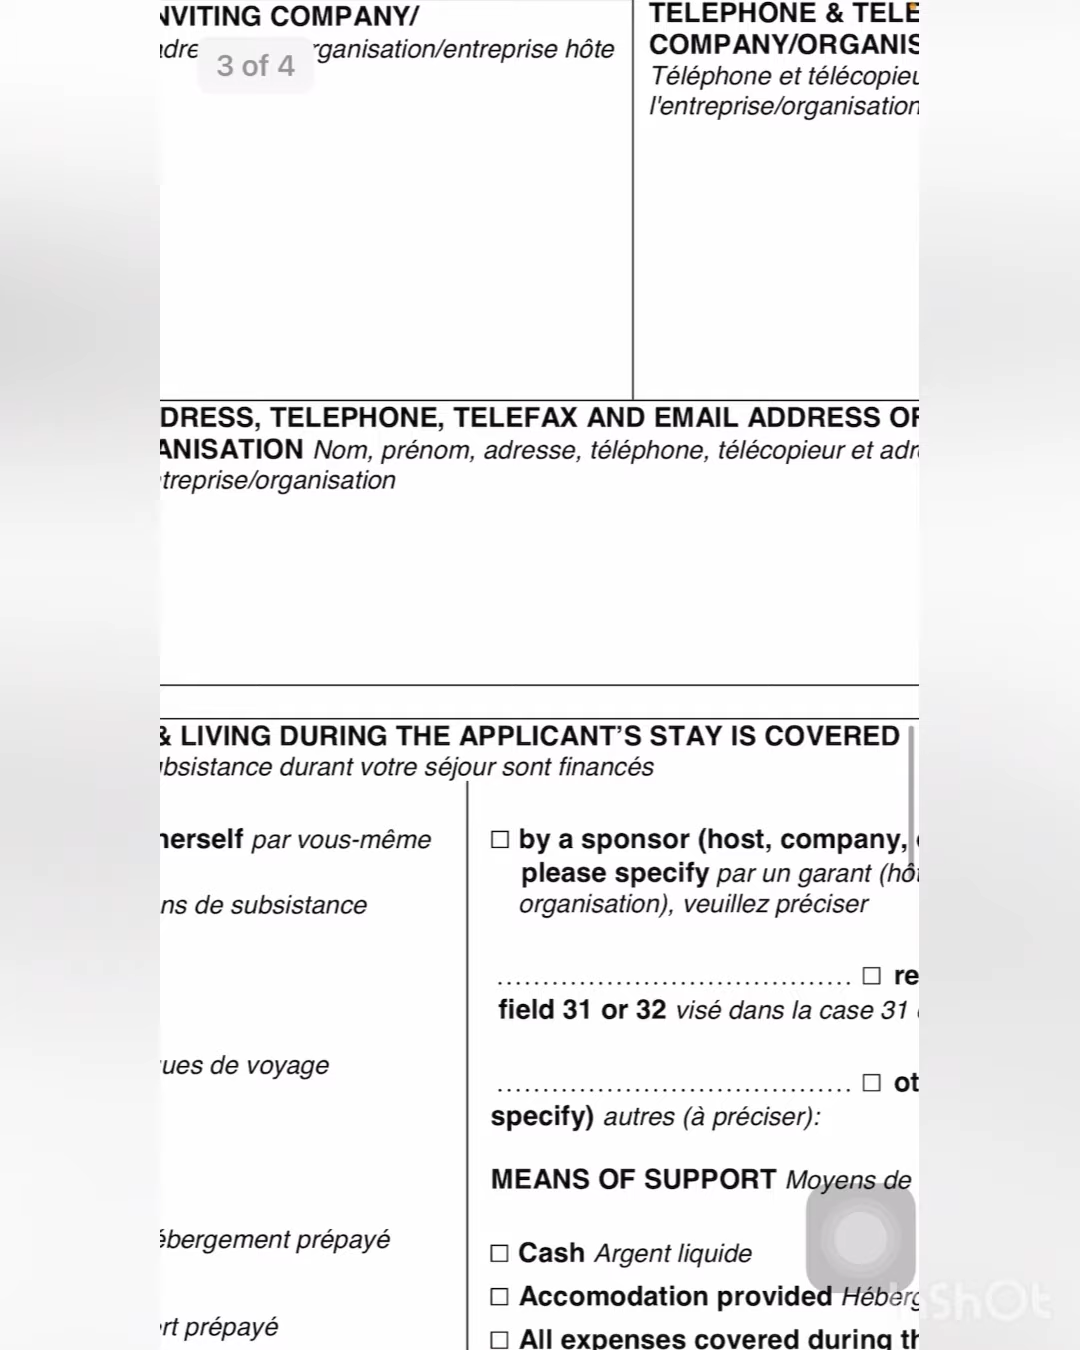 NVITING COMPANY/
TELEPHONE & TELE
COMPANY/ORGANIS
3 of 4
rganisation/entreprise hôte
Téléphone et télécopieu
l'entreprise/organisation
DRESS, TELEPHONE, TELEFAX AND EMAIL ADDRESS OF
ANISATION Nom, prénom, adresse, téléphone, télécopieur et adr
treprise/organisation
& LIVING DURING THE APPLICANT’S STAY IS COVERED
ubsistance durant votre séjour sont financés
herself par vous-même
ns de subsistance
ues de voyage
ébergement prépayé
rt prépayé
☐ by a sponsor (host, company,
please specify par un garant (hôt
organisation), veuillez préciser
.................................... ☐ re
field 31 or 32 visé dans la case 31
.................................... ☐ ot
specify) autres (à préciser):
MEANS OF SUPPORT Moyens de
☐ Cash Argent liquide
☐ Accomodation provided Héberg
☐ All expenses covered during th
InShOt